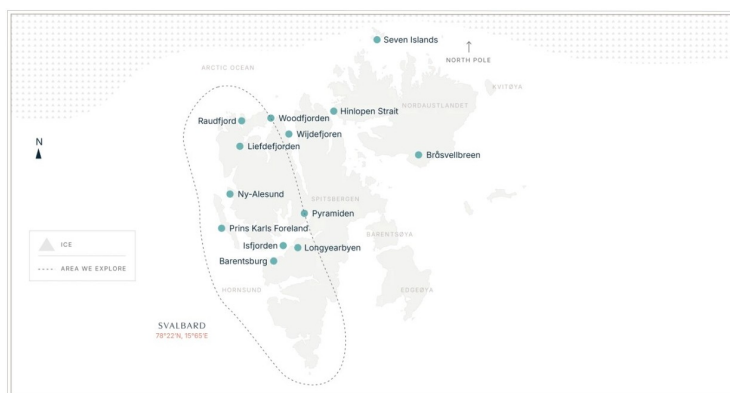 Seven Islands
NORTH POLE
ARCTIC OCEAN
KVITØYA
NORDAUSTLANDET
Hinlopen Strait
Woodfjorden
Raudfjord
Wijdefjoren
Liefdefjorden
Bråsvellbreen
Ny-Alesund
SPITSBERGEN
Pyramiden
Prins Karls Foreland
BARENTSØYA
Isfjorden
Longyearbyen
Barentsburg
HORNSUND
EDGEØYA
N
ICE
AREA WE EXPLORE
SVALBARD
78°22'N, 15°65'E